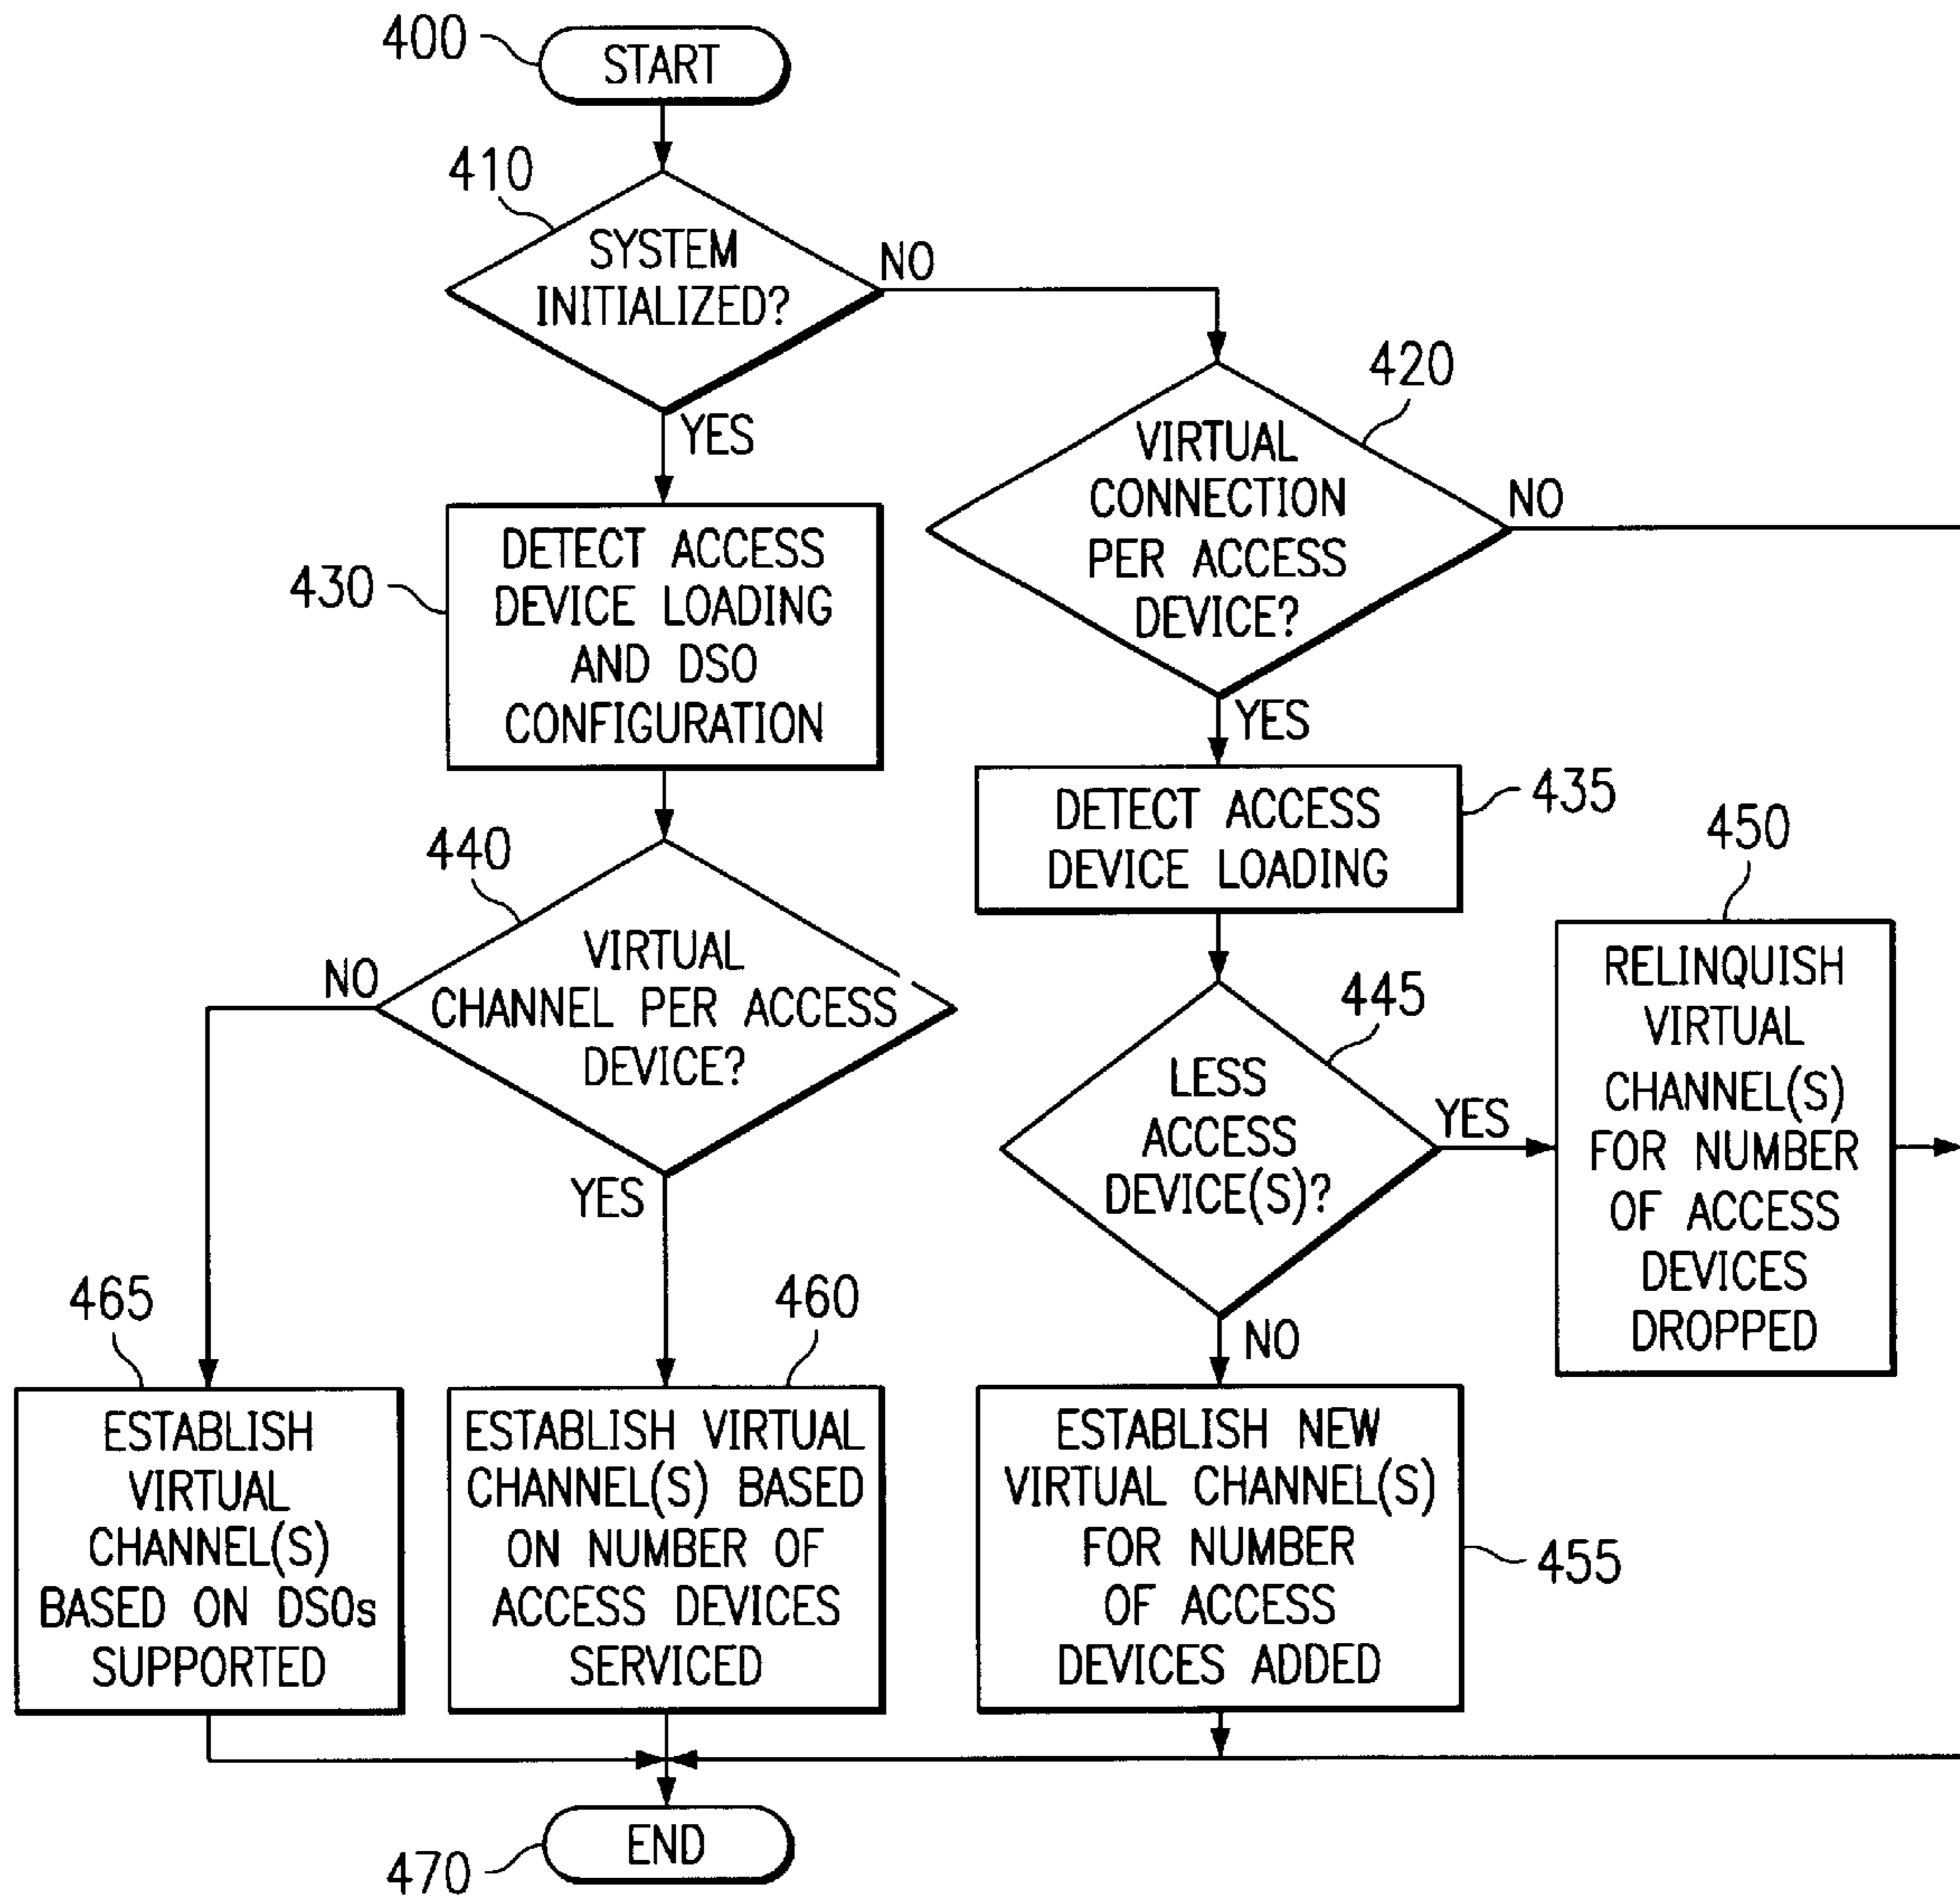 400
START
410
SYSTEM
INITIALIZED?
NO
YES
420
VIRTUAL
CONNECTION
PER ACCESS
DEVICE?
NO
YES
430
DETECT ACCESS
DEVICE LOADING
AND DSO
CONFIGURATION
435
DETECT ACCESS
DEVICE LOADING
440
VIRTUAL
CHANNEL PER ACCESS
DEVICE?
NO
YES
445
LESS
ACCESS
DEVICE(S)?
YES
NO
450
RELINQUISH
VIRTUAL
CHANNEL(S)
FOR NUMBER
OF ACCESS
DEVICES
DROPPED
465
ESTABLISH
VIRTUAL
CHANNEL(S)
BASED ON DSOs
SUPPORTED
460
ESTABLISH VIRTUAL
CHANNEL(S) BASED
ON NUMBER OF
ACCESS DEVICES
SERVICED
ESTABLISH NEW
VIRTUAL CHANNEL(S)
FOR NUMBER
OF ACCESS
DEVICES ADDED
455
END
470